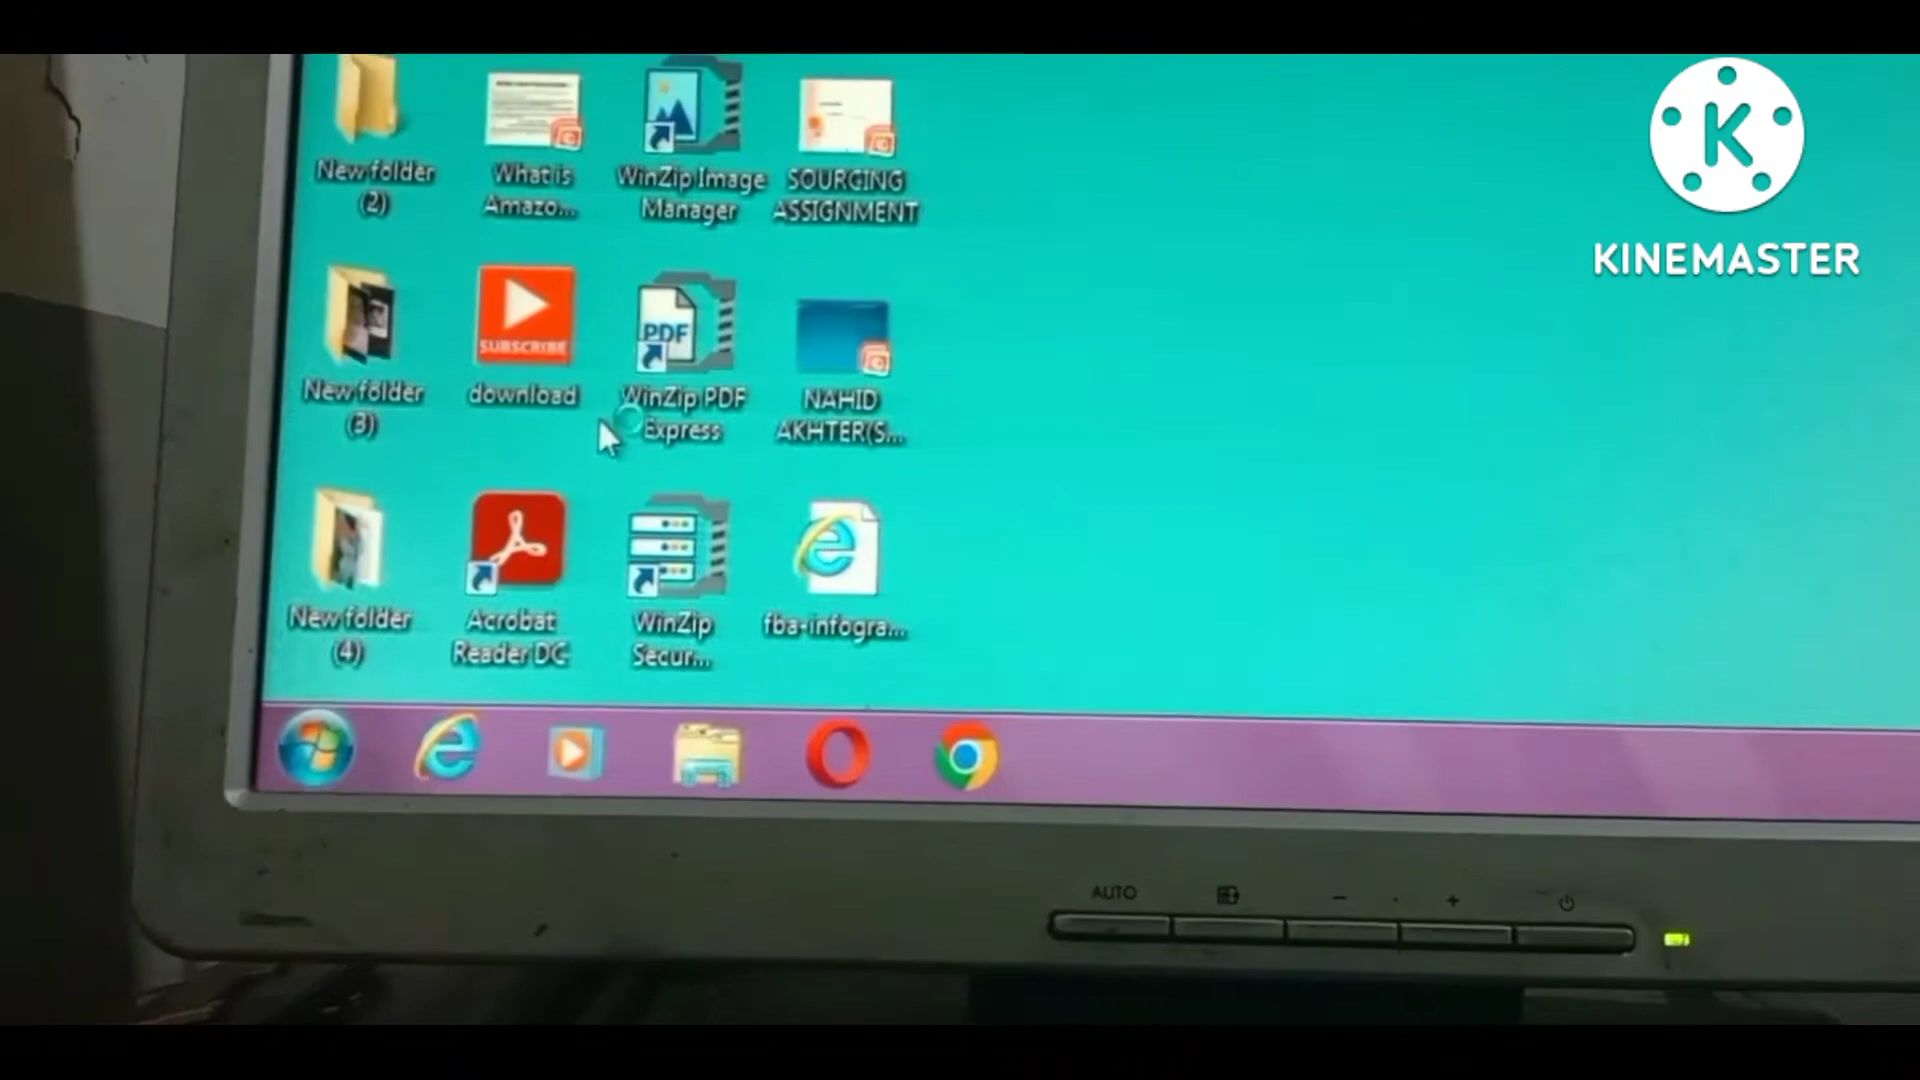 K
KINEMASTER
New folder
(2)
What is
Amazo...
WinZip Image
Manager
SOURCING
ASSIGNMENT
New folder
(3)
SUBSCRIBE
download
PDF
WinZip PDF
Express
NAHID
AKHTER(S...
New folder
(4)
Acrobat
Reader DC
WinZip
Secur...
fba-infogra...
AUTO
- +